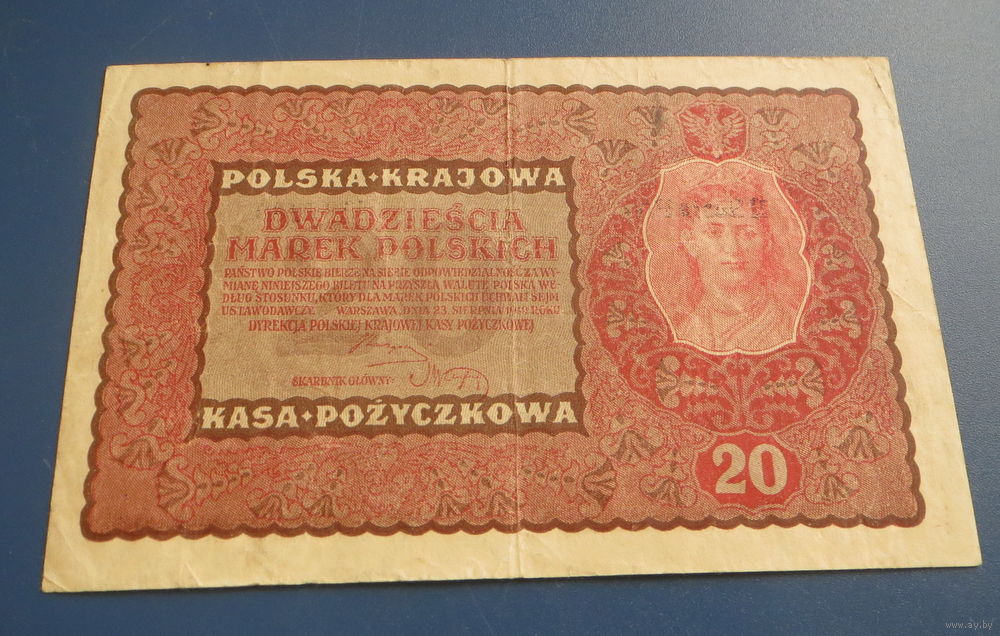 POLSKA KRAJOWA
DWADZIEŚCIA
MAREK POLSKICH
PAŃSTWO POLSKIE BIERZE NA SIEBIE ODPOWIEDZIALNOŚĆ ZA WY-
MIANĘ NINIEJSZEGO BILETU NA PRZYSZŁĄ WALUTĘ POLSKĄ WE-
DŁUG STOSUNKU, KTÓRY DLA MAREK POLSKICH UCHWALI SEJM
USTAWODAWCZY. WARSZAWA, DNIA 23 SIERPNIA 1919 ROKU
DYREKCJA POLSKIEJ KRAJOWEJ KASY POŻYCZKOWEJ
SKARBNIK GŁÓWNY:
KASA POŻYCZKOWA
20
www.ay.by